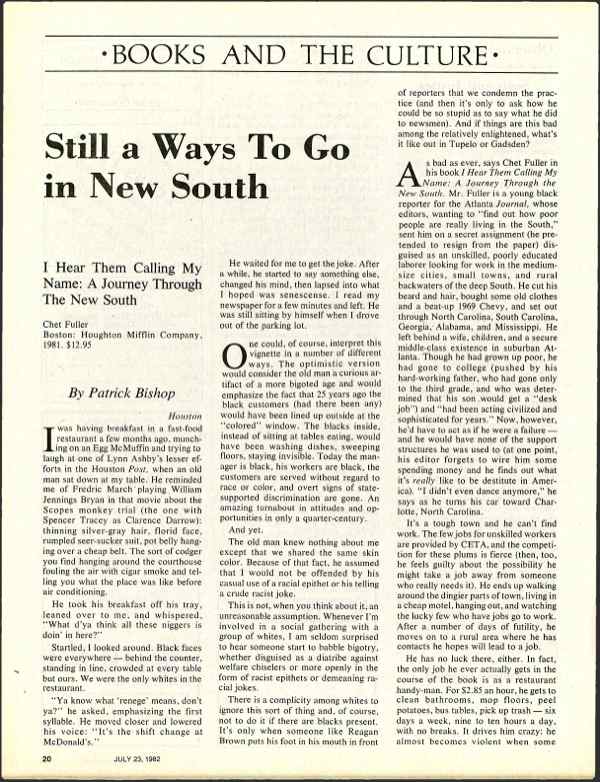 ·BOOKS AND THE CULTURE·
Still a Ways To Go
in New South
I Hear Them Calling My
Name: A Journey Through
The New South
Chet Fuller
Boston: Houghton Mifflin Company,
1981. $12.95
By Patrick Bishop
Houston
I was having breakfast in a fast-food
restaurant a few months ago, munch-
ing on an Egg McMuffin and trying to
laugh at one of Lynn Ashby's lesser ef-
forts in the Houston Post, when an old
man sat down at my table. He reminded
me of Fredric March playing William
Jennings Bryan in that movie about the
Scopes monkey trial (the one with
Spencer Tracey as Clarence Darrow):
thinning silver-gray hair, florid face,
rumpled seer-sucker suit, pot belly hang-
ing over a cheap belt. The sort of codger
you find hanging around the courthouse
fouling the air with cigar smoke and tel-
ling you what the place was like before
air conditioning.
He took his breakfast off his tray,
leaned over to me, and whispered,
"What d'ya think all these niggers is
doin' in here?"
Startled, I looked around. Black faces
were everywhere — behind the counter,
standing in line, crowded at every table
but ours. We were the only whites in the
restaurant.
"Ya know what 'renege' means, don't
ya?" he asked, emphasizing the first
syllable. He moved closer and lowered
his voice: "It's the shift change at
McDonald's."
He waited for me to get the joke. After
a while, he started to say something else,
changed his mind, then lapsed into what
I hoped was senescence. I read my
newspaper for a few minutes and left. He
was still sitting by himself when I drove
out of the parking lot.
One could, of course, interpret this
vignette in a number of different
ways. The optimistic version
would consider the old man a curious ar-
tifact of a more bigoted age and would
emphasize the fact that 25 years ago the
black customers (had there been any)
would have been lined up outside at the
"colored" window. The blacks inside,
instead of sitting at tables eating, would
have been washing dishes, sweeping
floors, staying invisible. Today the man-
ager is black, his workers are black, the
customers are served without regard to
race or color, and overt signs of state-
supported discrimination are gone. An
amazing turnabout in attitudes and op-
portunities in only a quarter-century.
And yet.
The old man knew nothing about me
except that we shared the same skin
color. Because of that fact, he assumed
that I would not be offended by his
casual use of a racial epithet or his telling
a crude racist joke.
This is not, when you think about it, an
unreasonable assumption. Whenever I'm
involved in a social gathering with a
group of whites, I am seldom surprised
to hear someone start to babble bigotry,
whether disguised as a diatribe against
welfare chiselers or more openly in the
form of racist epithets or demeaning ra-
cial jokes.
There is a complicity among whites to
ignore this sort of thing and, of course,
not to do it if there are blacks present.
It's only when someone like Reagan
Brown puts his foot in his mouth in front
of reporters that we condemn the prac-
tice (and then it's only to ask how he
could be so stupid as to say what he did
to newsmen). And if things are this bad
among the relatively enlightened, what's
it like out in Tupelo or Gadsden?
As bad as ever, says Chet Fuller in
his book I Hear Them Calling My
Name: A Journey Through the
New South. Mr. Fuller is a young black
reporter for the Atlanta Journal, whose
editors, wanting to "find out how poor
people are really living in the South,"
sent him on a secret assignment (he pre-
tended to resign from the paper) dis-
guised as an unskilled, poorly educated
laborer looking for work in the medium-
size cities, small towns, and rural
backwaters of the deep South. He cut his
beard and hair, bought some old clothes
and a beat-up 1969 Chevy, and set out
through North Carolina, South Carolina,
Georgia, Alabama, and Mississippi. He
left behind a wife, children, and a secure
middle-class existence in suburban At-
lanta. Though he had grown up poor, he
had gone to college (pushed by his
hard-working father, who had gone only
to the third grade, and who was deter-
mined that his son would get a "desk
job") and "had been acting civilized and
sophisticated for years." Now, however,
he'd have to act as if he were a failure —
and he would have none of the support
structures he was used to (at one point,
his editor forgets to wire him some
spending money and he finds out what
it's really like to be destitute in Amer-
ica). "I didn't even dance anymore," he
says as he turns his car toward Char-
lotte, North Carolina.
It's a tough town and he can't find
work. The few jobs for unskilled workers
are provided by CETA, and the competi-
tion for these plums is fierce (then, too,
he feels guilty about the possibility he
might take a job away from someone
who really needs it). He ends up walking
around the dingier parts of town, living in
a cheap motel, hanging out, and watching
the lucky few who have jobs go to work.
After a number of days of futility, he
moves on to a rural area where he has
contacts he hopes will lead to a job.
He has no luck there, either. In fact,
the only job he ever actually gets in the
course of the book is as a restaurant
handy-man. For $2.85 an hour, he gets to
clean bathrooms, mop floors, peel
potatoes, bus tables, pick up trash — six
days a week, nine to ten hours a day,
with no breaks. It drives him crazy: he
almost becomes violent when some
20
JULY 23, 1982